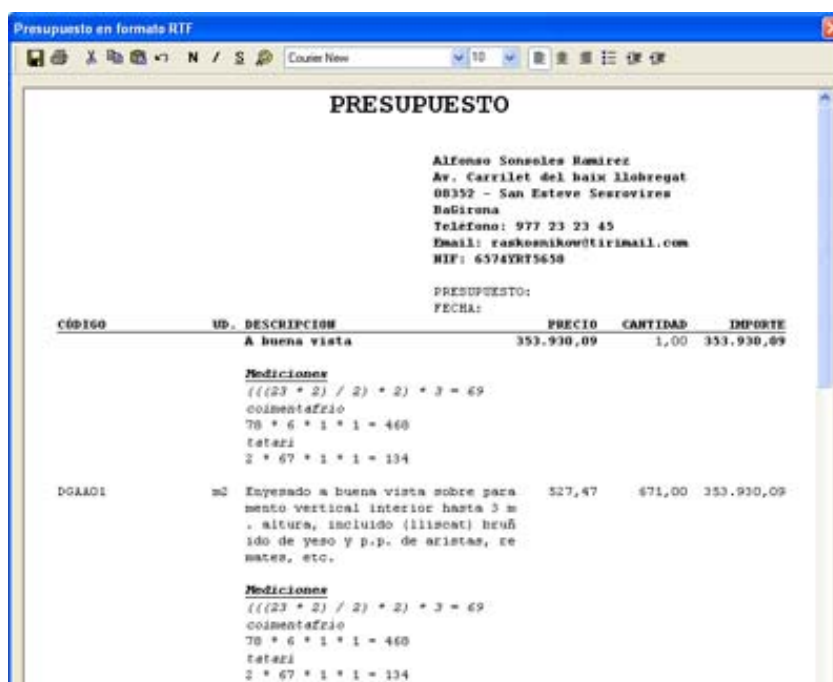 Presupuesto en formato RTF
N / S Courier New 10
PRESUPUESTO
Alfonso Sonsoles Ramirez
Av. Carrilet del baix llobregat
08352 - San Esteve Sesrovires
BaGirona
Teléfono: 977 23 23 45
Email: raskosnikow@tirimail.com
NIF: 6574YRT5658
PRESUPUESTO:
FECHA:
CÓDIGO UD. DESCRIPCION PRECIO CANTIDAD IMPORTE
A buena vista 353.930,09 1,00 353.930,09
Mediciones
(((23 * 2) / 2) * 2) * 3 = 69
coimentafrio
78 * 6 * 1 * 1 = 468
tatari
2 * 67 * 1 * 1 = 134
DGAA01 m2 Enyesado a buena vista sobre para 527,47 671,00 353.930,09
mento vertical interior hasta 3 m
. altura, incluido (lliscat) bruñ
ido de yeso y p.p. de aristas, re
mates, etc.
Mediciones
(((23 * 2) / 2) * 2) * 3 = 69
coimentafrio
78 * 6 * 1 * 1 = 468
tatari
2 * 67 * 1 * 1 = 134